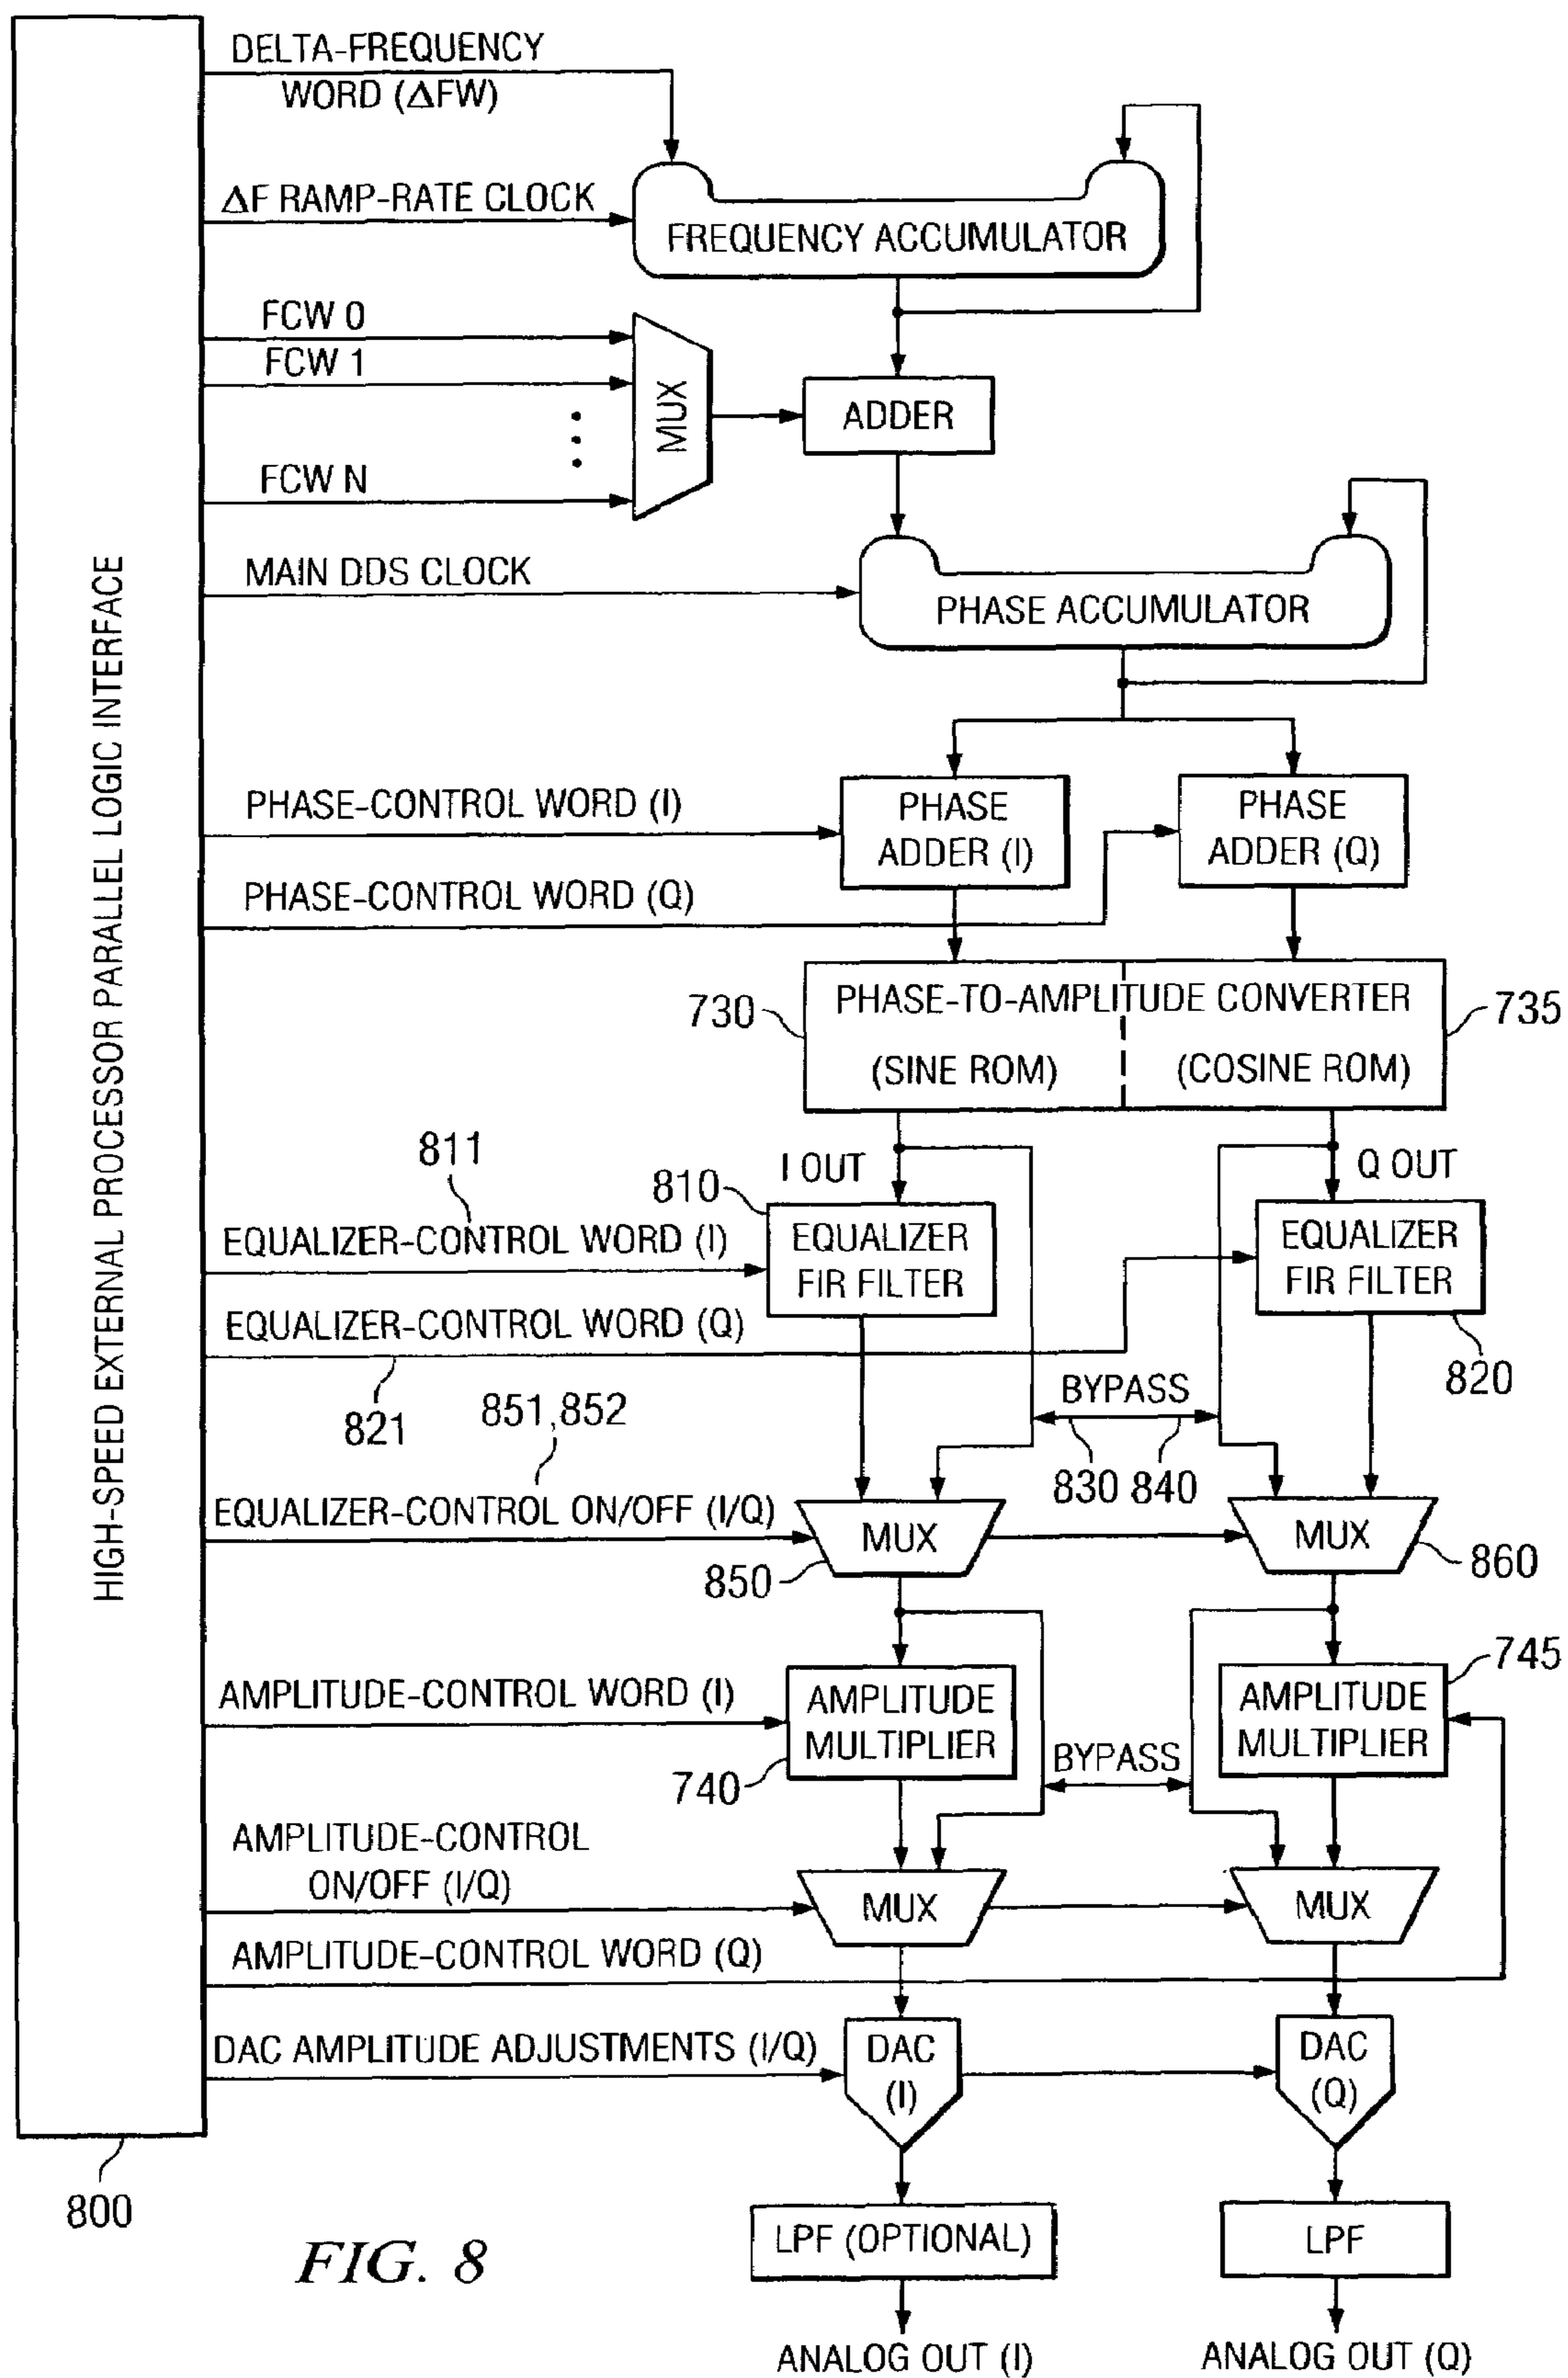 DELTA-FREQUENCY
WORD (ΔFW)
ΔF RAMP-RATE CLOCK
FREQUENCY ACCUMULATOR
FCW 0
FCW 1
MUX
ADDER
FCW N
MAIN DDS CLOCK
PHASE ACCUMULATOR
HIGH-SPEED EXTERNAL PROCESSOR PARALLEL LOGIC INTERFACE
PHASE-CONTROL WORD (I)
PHASE
ADDER (I)
PHASE
ADDER (Q)
PHASE-CONTROL WORD (Q)
730
PHASE-TO-AMPLITUDE CONVERTER
735
(SINE ROM)
(COSINE ROM)
811
I OUT
Q OUT
810
EQUALIZER-CONTROL WORD (I)
EQUALIZER
FIR FILTER
EQUALIZER
FIR FILTER
EQUALIZER-CONTROL WORD (Q)
820
821
851,852
BYPASS
830 840
EQUALIZER-CONTROL ON/OFF (I/Q)
MUX
MUX
850
860
745
AMPLITUDE-CONTROL WORD (I)
AMPLITUDE
MULTIPLIER
AMPLITUDE
MULTIPLIER
740
BYPASS
AMPLITUDE-CONTROL
ON/OFF (I/Q)
MUX
MUX
AMPLITUDE-CONTROL WORD (Q)
DAC AMPLITUDE ADJUSTMENTS (I/Q)
DAC
(I)
DAC
(Q)
800
LPF (OPTIONAL)
LPF
FIG. 8
ANALOG OUT (I)
ANALOG OUT (Q)